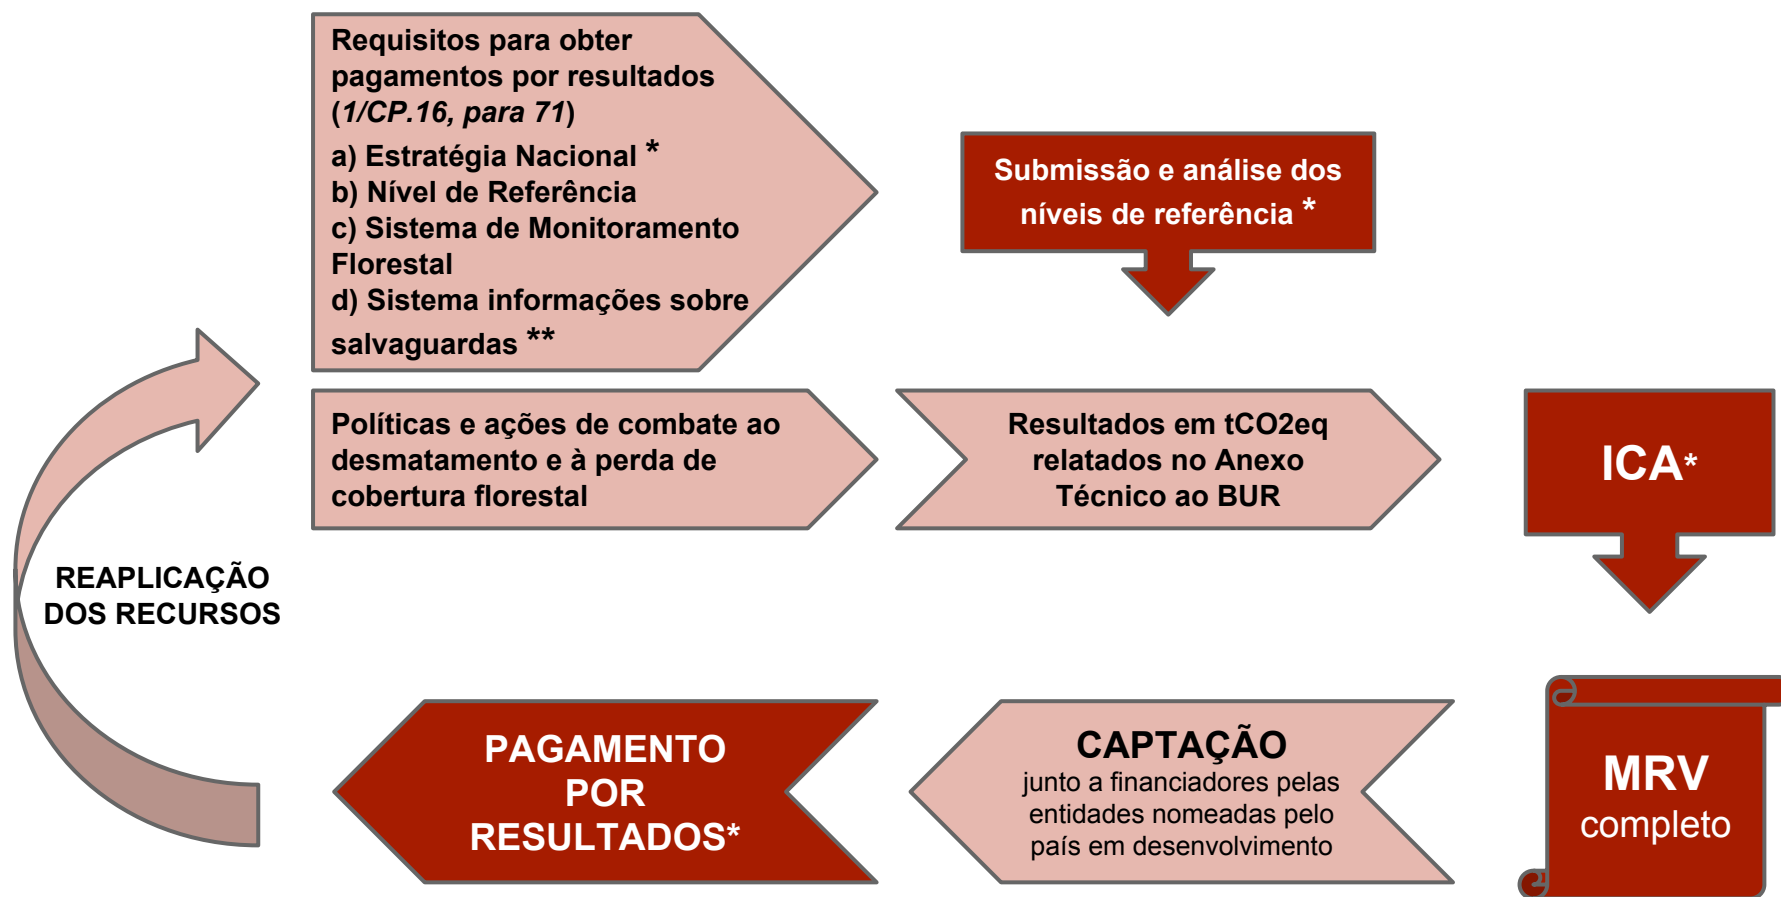 Requisitos para obter
pagamentos por resultados
(1/CP.16, para 71)
a) Estratégia Nacional *
b) Nível de Referência
c) Sistema de Monitoramento
Florestal
d) Sistema informações sobre
salvaguardas **
Submissão e análise dos
níveis de referência *
Políticas e ações de combate ao
desmatamento e à perda de
cobertura florestal
Resultados em tCO2eq
relatados no Anexo
Técnico ao BUR
ICA*
REAPLICAÇÃO
DOS RECURSOS
PAGAMENTO
POR
RESULTADOS*
CAPTAÇÃO
junto a financiadores pelas
entidades nomeadas pelo
país em desenvolvimento
MRV
completo